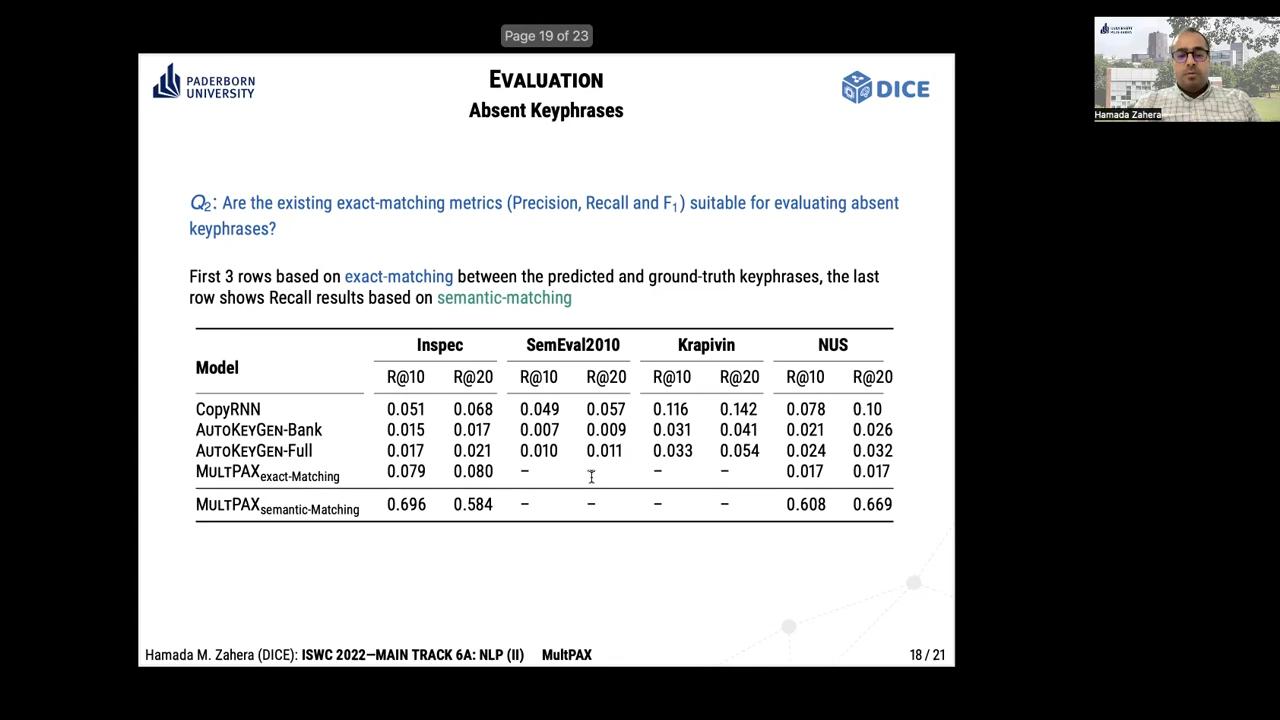 Page 19 of 23
PADERBORN
UNIVERSITY
EVALUATION
Absent Keyphrases
DICE
Hamada Zahera
Q2: Are the existing exact-matching metrics (Precision, Recall and F1) suitable for evaluating absent
keyphrases?
First 3 rows based on exact-matching between the predicted and ground-truth keyphrases, the last
row shows Recall results based on semantic-matching
Model Inspec SemEval2010 Krapivin NUS
R@10 R@20 R@10 R@20 R@10 R@20 R@10 R@20
CopyRNN 0.051 0.068 0.049 0.057 0.116 0.142 0.078 0.10
AUTOKEYGEN-Bank 0.015 0.017 0.007 0.009 0.031 0.041 0.021 0.026
AUTOKEYGEN-Full 0.017 0.021 0.010 0.011 0.033 0.054 0.024 0.032
MULTPAXexact-Matching 0.079 0.080 – – – – 0.017 0.017
MULTPAXsemantic-Matching 0.696 0.584 – – – – 0.608 0.669
Hamada M. Zahera (DICE): ISWC 2022—MAIN TRACK 6A: NLP (II) MultPAX 18 / 21